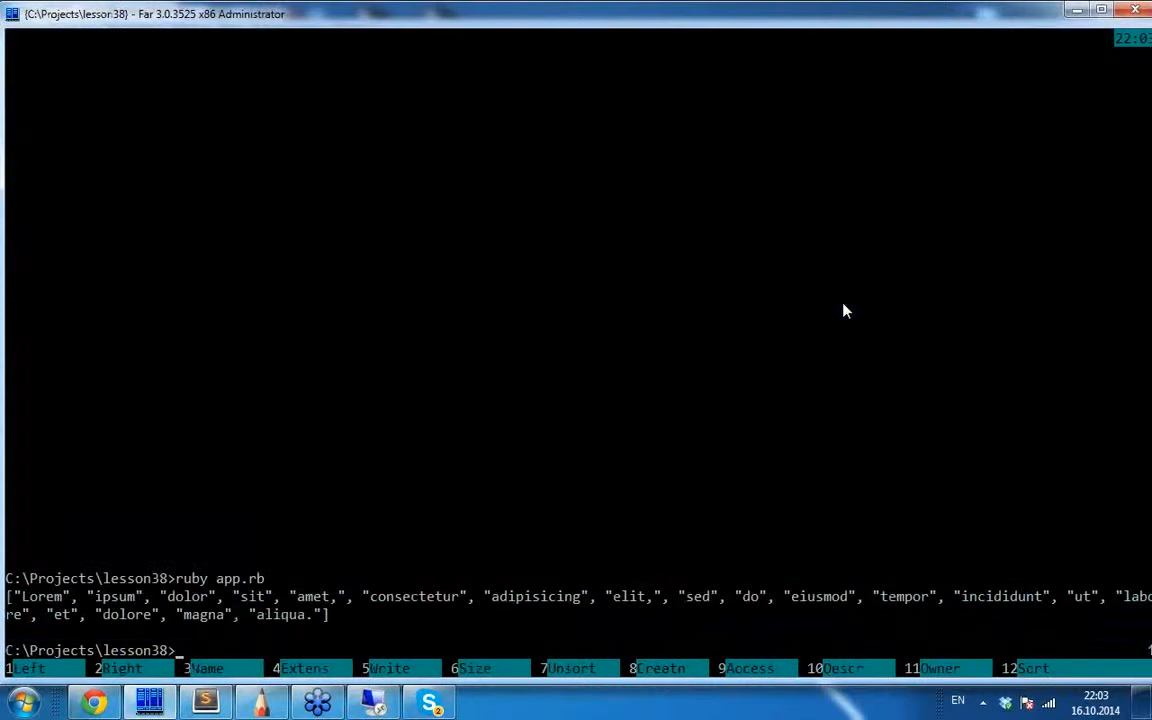 {C:\Projects\lesson38} - Far 3.0.3525 x86 Administrator
22:03
C:\Projects\lesson38>ruby app.rb
["Lorem", "ipsum", "dolor", "sit", "amet,", "consectetur", "adipisicing", "elit,", "sed", "do", "eiusmod", "tempor", "incididunt", "ut", "labo
re", "et", "dolore", "magna", "aliqua."]
C:\Projects\lesson38>_
1Left 2Right 3Name 4Extens 5Write 6Size 7Unsort 8Creatn 9Access 10Descr 11Owner 12Sort
S 2 EN 22:03
16.10.2014